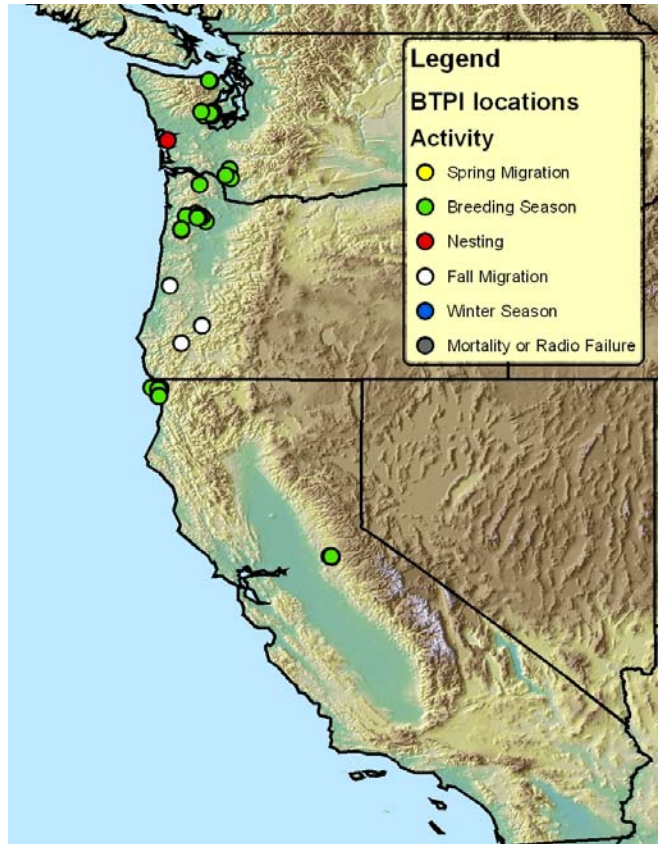 Legend
BTPI locations
Activity
Spring Migration
Breeding Season
Nesting
Fall Migration
Winter Season
Mortality or Radio Failure